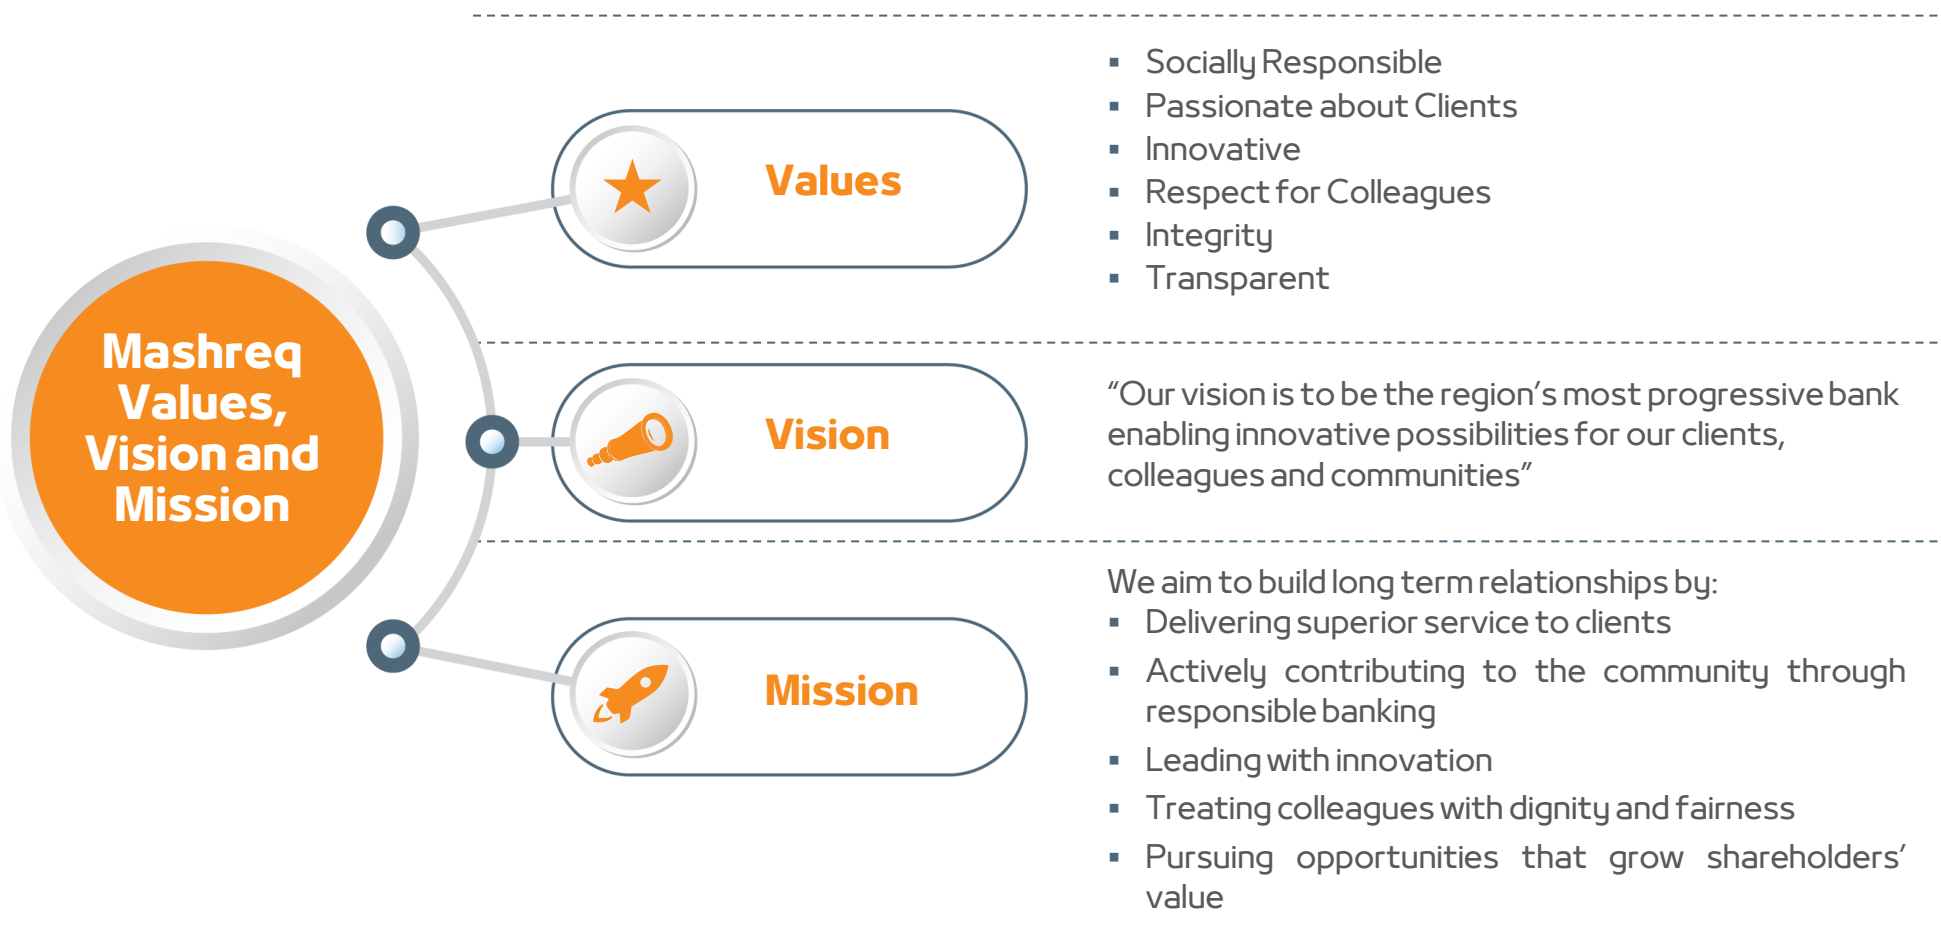 Mashreq
Values,
Vision and
Mission
Values
Socially Responsible
Passionate about Clients
Innovative
Respect for Colleagues
Integrity
Transparent
Vision
“Our vision is to be the region’s most progressive bank
enabling innovative possibilities for our clients,
colleagues and communities”
Mission
We aim to build long term relationships by:
Delivering superior service to clients
Actively contributing to the community through
responsible banking
Leading with innovation
Treating colleagues with dignity and fairness
Pursuing opportunities that grow shareholders’
value